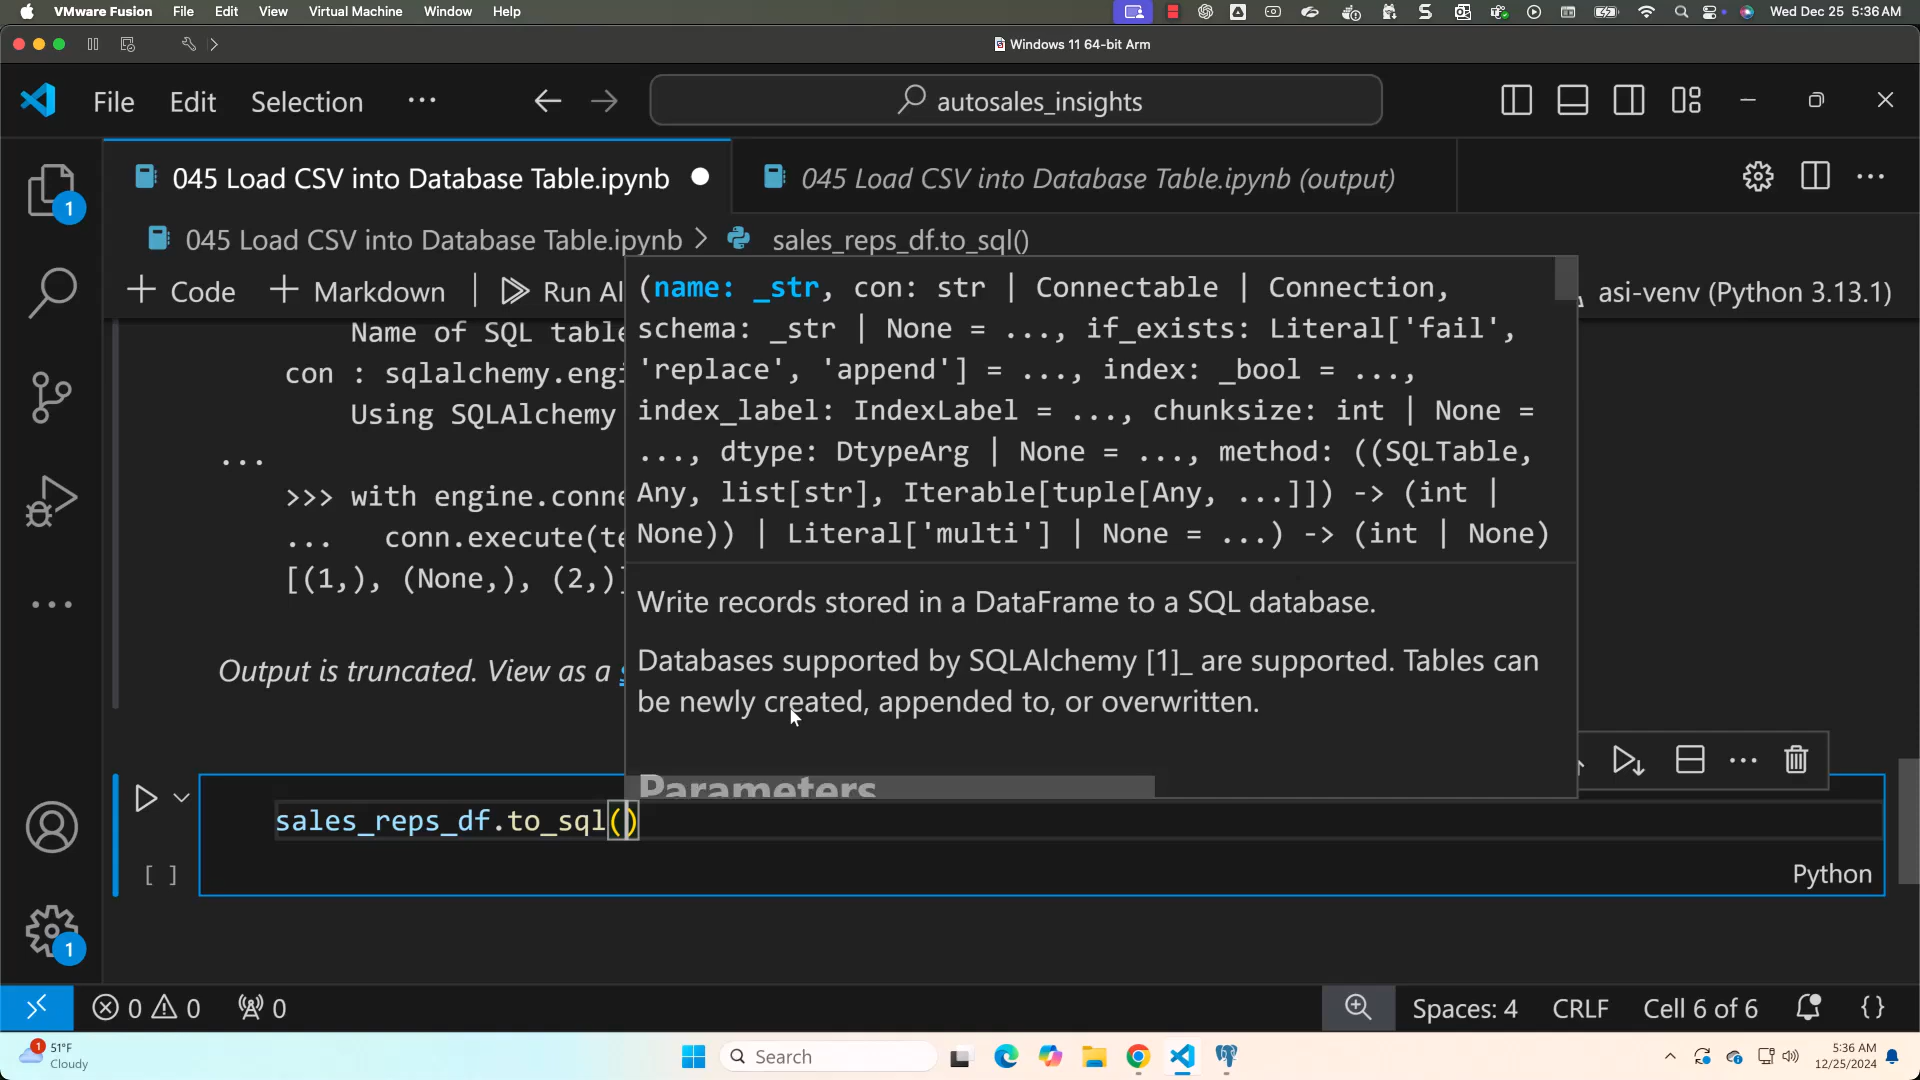 VMware Fusion File Edit View Virtual Machine Window Help Wed Dec 25 5:36 AM
Windows 11 64-bit Arm
File Edit Selection ··· autosales_insights
045 Load CSV into Database Table.ipynb 045 Load CSV into Database Table.ipynb (output) ···
045 Load CSV into Database Table.ipynb > sales_reps_df.to_sql()
+ Code + Markdown | Run Al asi-venv (Python 3.13.1)
(name: _str, con: str | Connectable | Connection,
schema: _str | None = ..., if_exists: Literal['fail',
'replace', 'append'] = ..., index: _bool = ...,
index_label: IndexLabel = ..., chunksize: int | None =
..., dtype: DtypeArg | None = ..., method: ((SQLTable,
Any, list[str], Iterable[tuple[Any, ...]]) -> (int |
None)) | Literal['multi'] | None = ...) -> (int | None)
Write records stored in a DataFrame to a SQL database.
Databases supported by SQLAlchemy [1]_ are supported. Tables can
be newly created, appended to, or overwritten.
Parameters
Name of SQL table
con : sqlalchemy.engi
Using SQLAlchemy
...
>>> with engine.conne
... conn.execute(te
[(1,), (None,), (2,)]
Output is truncated. View as a s
sales_reps_df.to_sql()
[ ]
Python
1
1
0 0 0 Spaces: 4 CRLF Cell 6 of 6 {}
1 51°F
Cloudy
Search
5:36 AM
12/25/2024